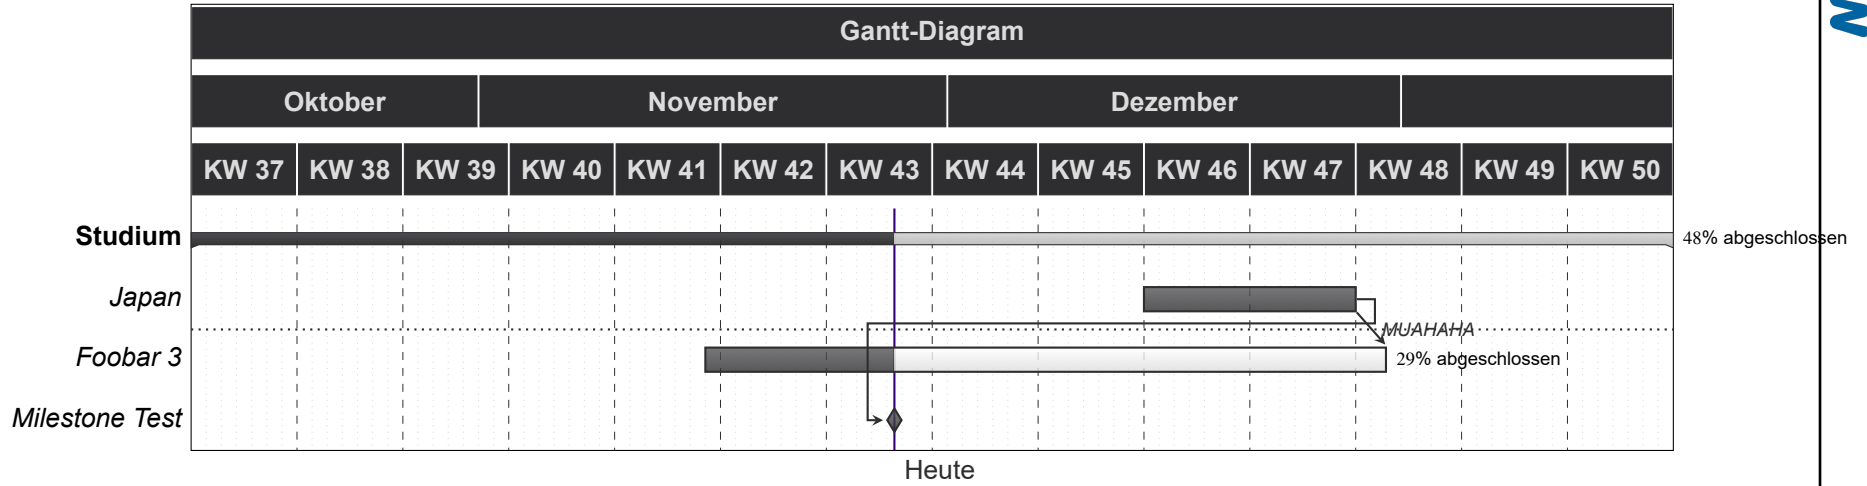 Gantt-Diagram
Oktober November Dezember
KW 37 KW 38 KW 39 KW 40 KW 41 KW 42 KW 43 KW 44 KW 45 KW 46 KW 47 KW 48 KW 49 KW 50
Studium 48% abgeschlossen
Japan
MUAHAHA
Foobar 3 29% abgeschlossen
Milestone Test
Heute